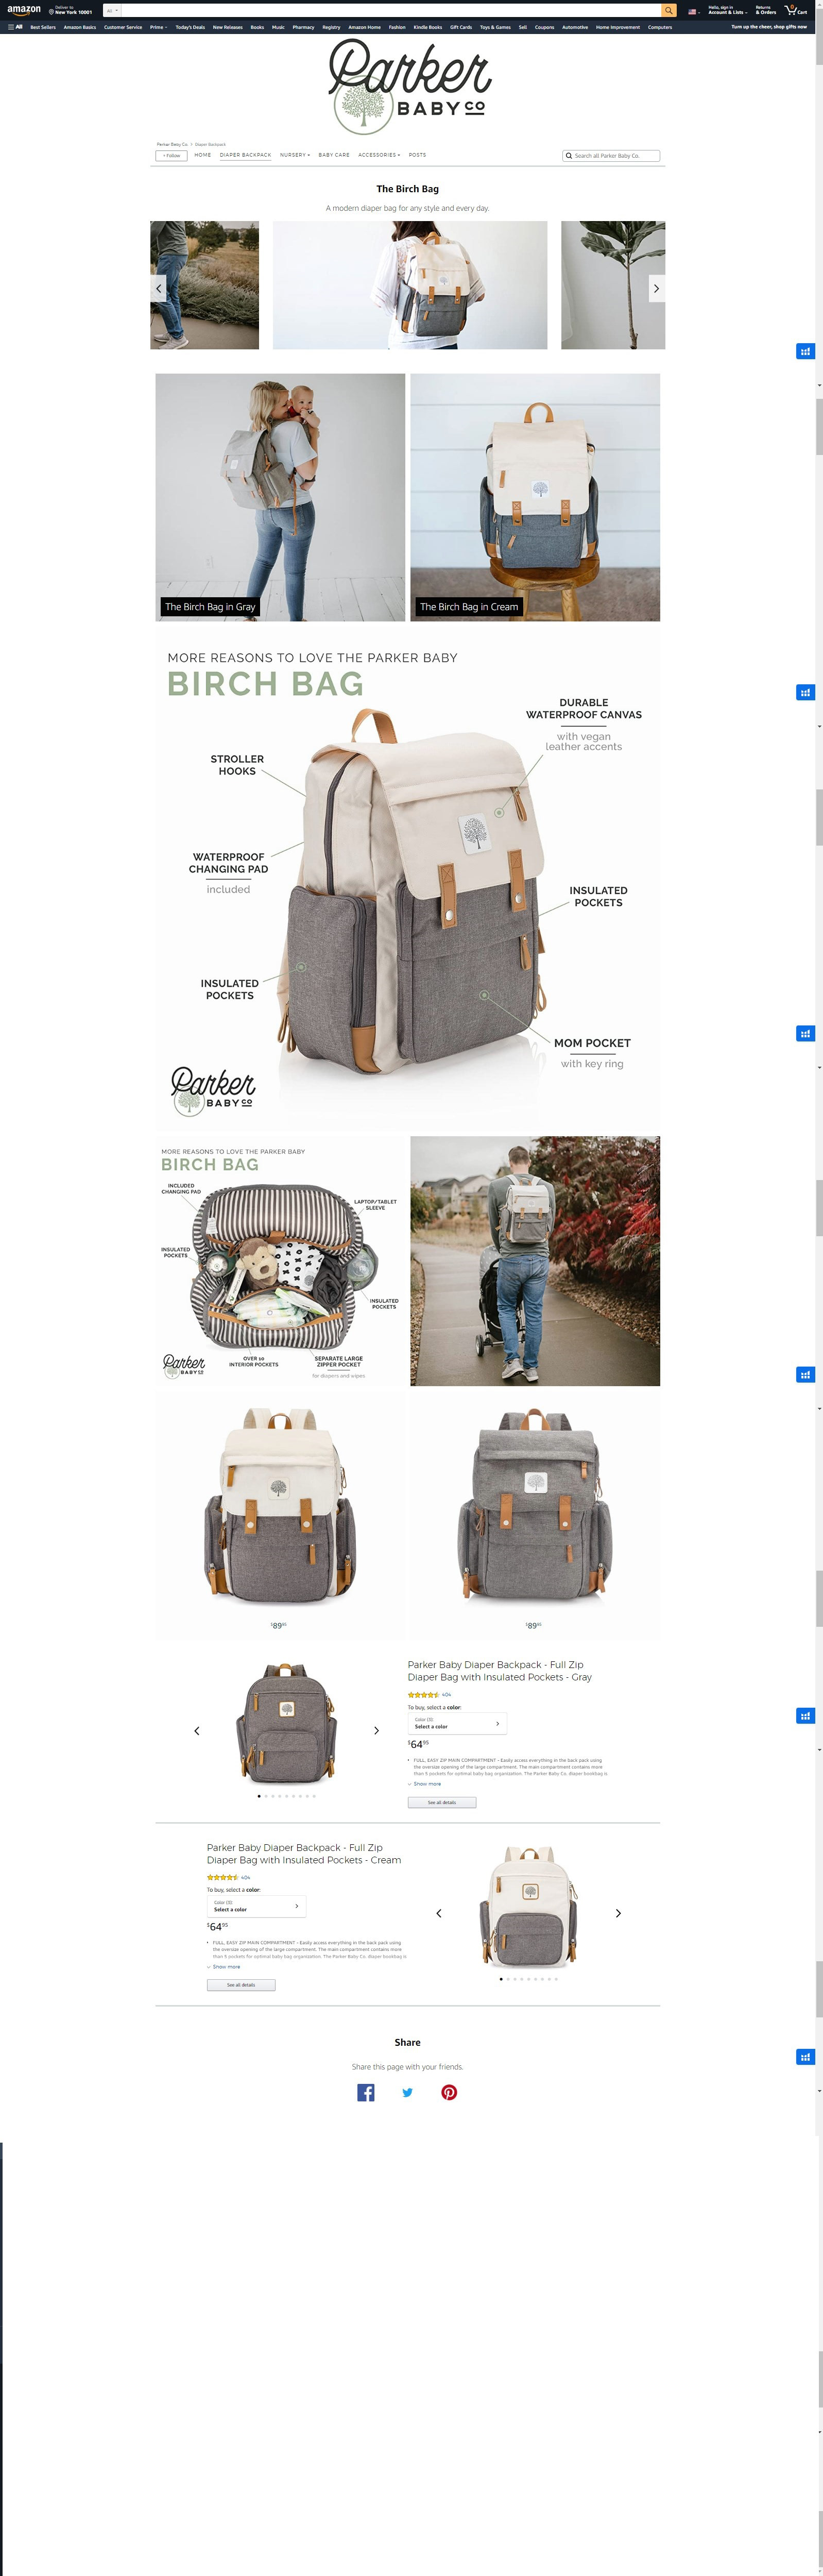 amazon
Deliver to
New York 10001
All
Hello, sign in
Account & Lists
Returns
& Orders
0
Cart
All
Best Sellers
Amazon Basics
Customer Service
Prime
Today's Deals
New Releases
Books
Music
Pharmacy
Registry
Amazon Home
Fashion
Kindle Books
Gift Cards
Toys & Games
Sell
Coupons
Automotive
Home Improvement
Computers
Turn up the cheer, shop gifts now
Parker
BABY CO
Parker Baby Co. › Diaper Backpack
+ Follow
HOME
DIAPER BACKPACK
NURSERY
BABY CARE
ACCESSORIES
POSTS
Search all Parker Baby Co.
The Birch Bag
A modern diaper bag for any style and every day.
The Birch Bag in Gray
The Birch Bag in Cream
MORE REASONS TO LOVE THE PARKER BABY
BIRCH BAG
DURABLE
WATERPROOF CANVAS
with vegan
leather accents
STROLLER
HOOKS
WATERPROOF
CHANGING PAD
included
INSULATED
POCKETS
INSULATED
POCKETS
MOM POCKET
with key ring
Parker
BABY CO
MORE REASONS TO LOVE THE PARKER BABY
BIRCH BAG
INCLUDED
CHANGING PAD
LAPTOP/TABLET
SLEEVE
INSULATED
POCKETS
INSULATED
POCKETS
OVER 10
INTERIOR POCKETS
SEPARATE LARGE
ZIPPER POCKET
for diapers and wipes
Parker
BABY CO
$89.95
$89.95
Parker Baby Diaper Backpack - Full Zip
Diaper Bag with Insulated Pockets - Gray
404
To buy, select a color:
Color (3)
Select a color
$64.95
• FULL, EASY ZIP MAIN COMPARTMENT - Easily access everything in the back pack using
the oversize opening of the large compartment. The main compartment contains more
than 5 pockets for optimal baby bag organization. The Parker Baby Co. diaper bookbag is
Show more
See all details
Parker Baby Diaper Backpack - Full Zip
Diaper Bag with Insulated Pockets - Cream
404
To buy, select a color:
Color (3)
Select a color
$64.95
• FULL, EASY ZIP MAIN COMPARTMENT - Easily access everything in the back pack using
the oversize opening of the large compartment. The main compartment contains more
than 5 pockets for optimal baby bag organization. The Parker Baby Co. diaper bookbag is
Show more
See all details
Share
Share this page with your friends.